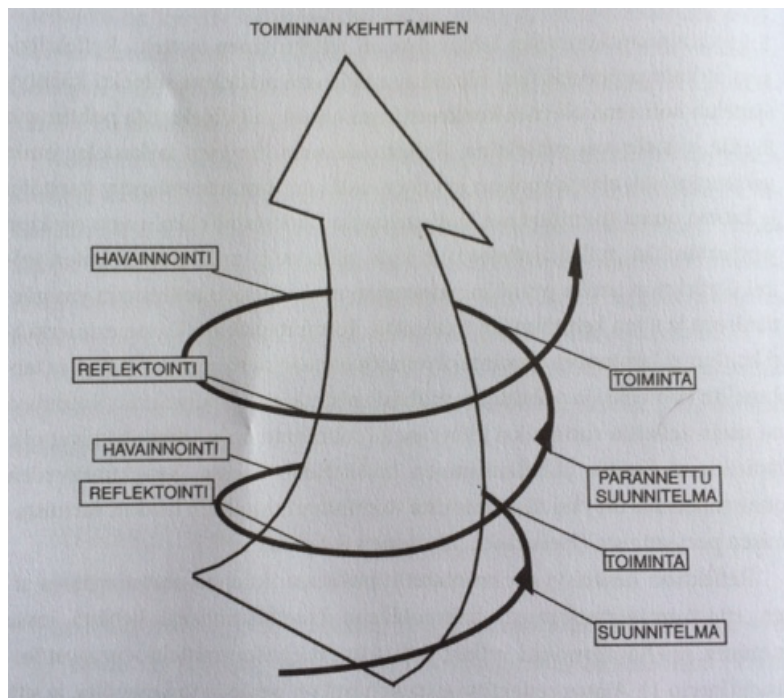 TOIMINNAN KEHITTÄMINEN
HAVAINNOINTI
REFLEKTOINTI
TOIMINTA
HAVAINNOINTI
PARANNETTU
SUUNNITELMA
REFLEKTOINTI
TOIMINTA
SUUNNITELMA